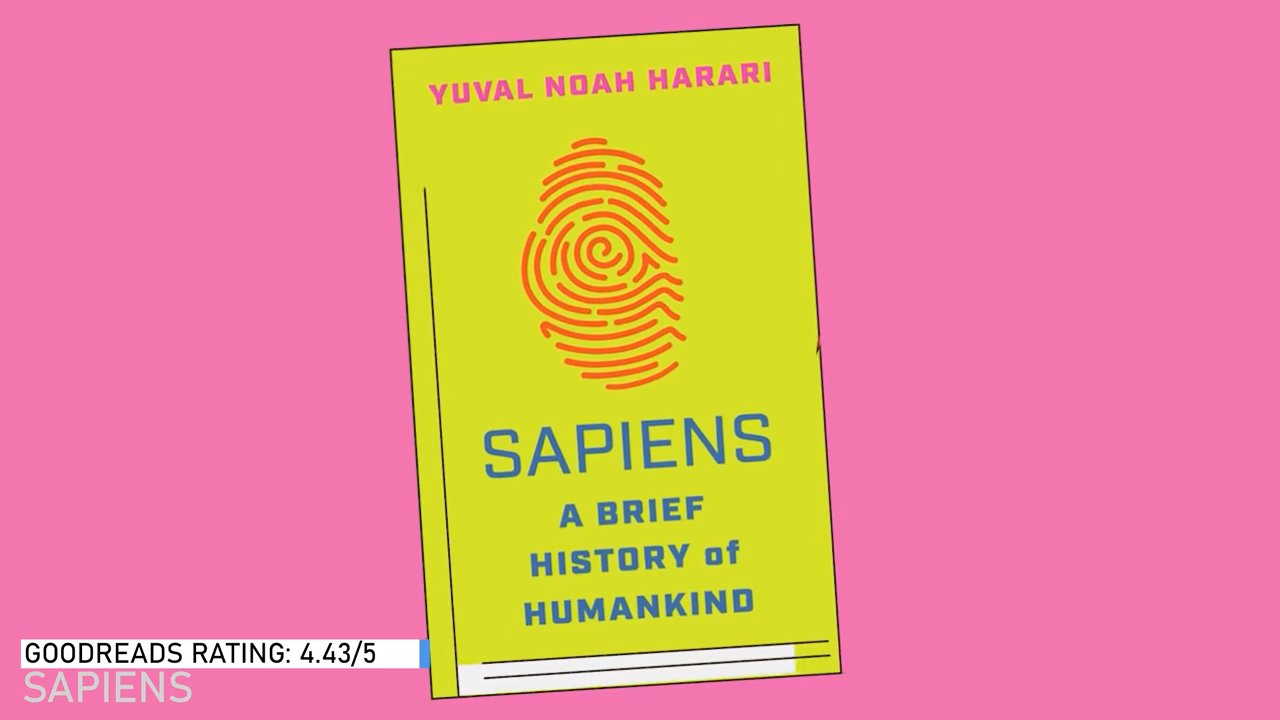 YUVAL NOAH HARARI
SAPIENS
A BRIEF
HISTORY of
HUMANKIND
GOODREADS RATING: 4.43/5
SAPIENS